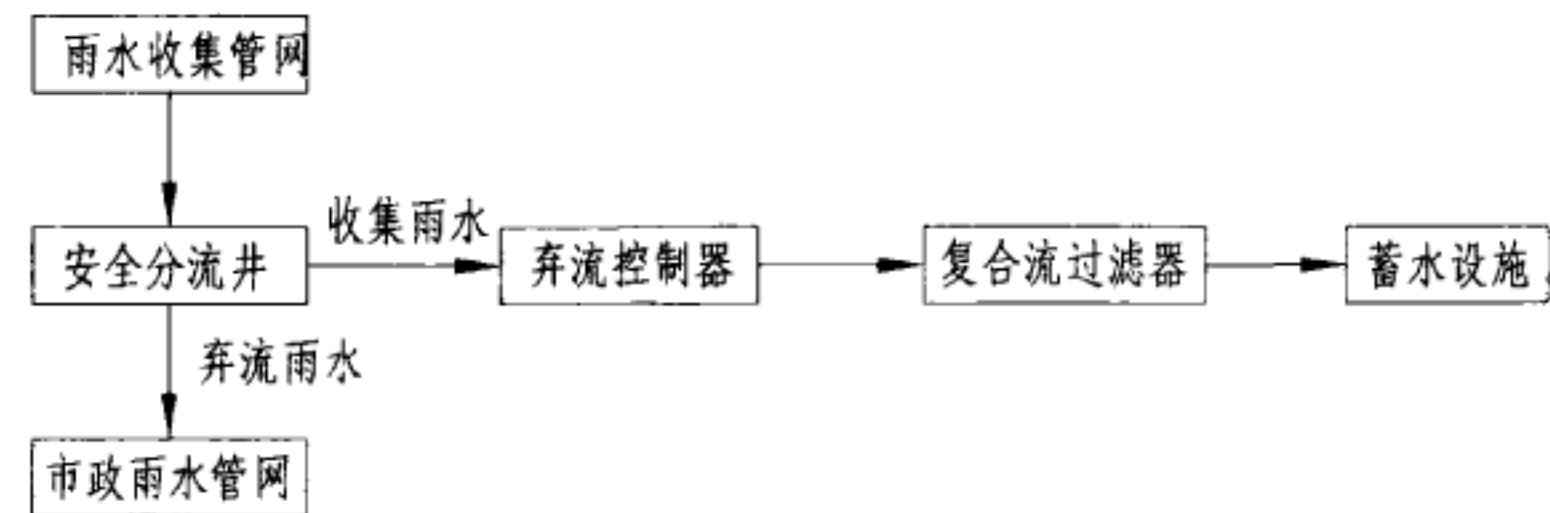 雨水收集管网
收集雨水
安全分流井
弃流控制器
复合流过滤器
蓄水设施
弃流雨水
市政雨水管网